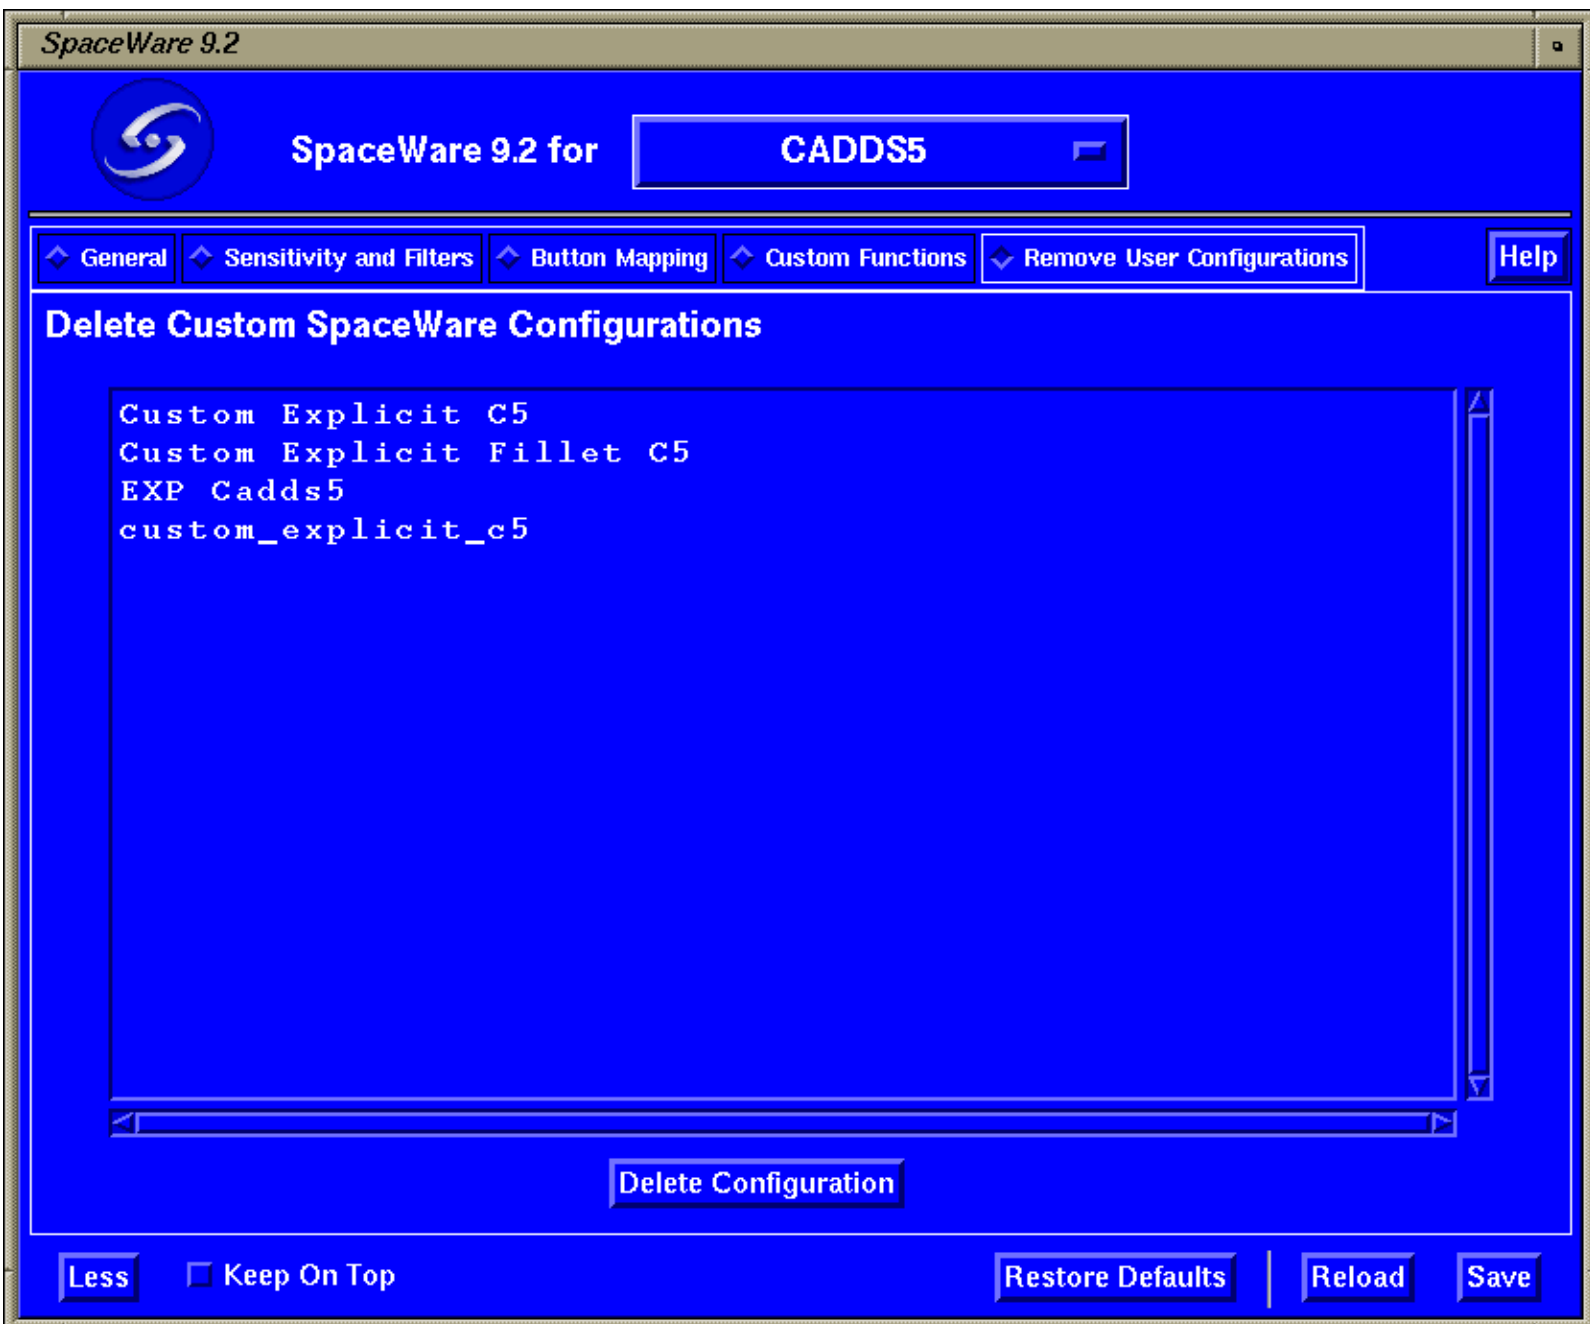 SpaceWare 9.2
SpaceWare 9.2 for CADDS5
General Sensitivity and Filters Button Mapping Custom Functions Remove User Configurations Help
Delete Custom SpaceWare Configurations
Custom Explicit C5
Custom Explicit Fillet C5
EXP Cadds5
custom_explicit_c5
Delete Configuration
Less Keep On Top Restore Defaults Reload Save